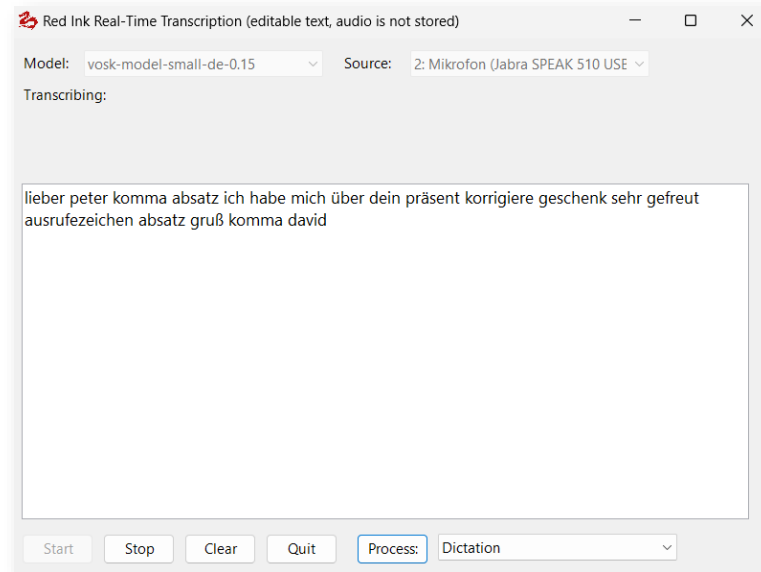 Red Ink Real-Time Transcription (editable text, audio is not stored)
Model: vosk-model-small-de-0.15 Source: 2: Mikrofon (Jabra SPEAK 510 USE
Transcribing:
lieber peter komma absatz ich habe mich über dein präsent korrigiere geschenk sehr gefreut
ausrufezeichen absatz gruß komma david
Start Stop Clear Quit Process: Dictation